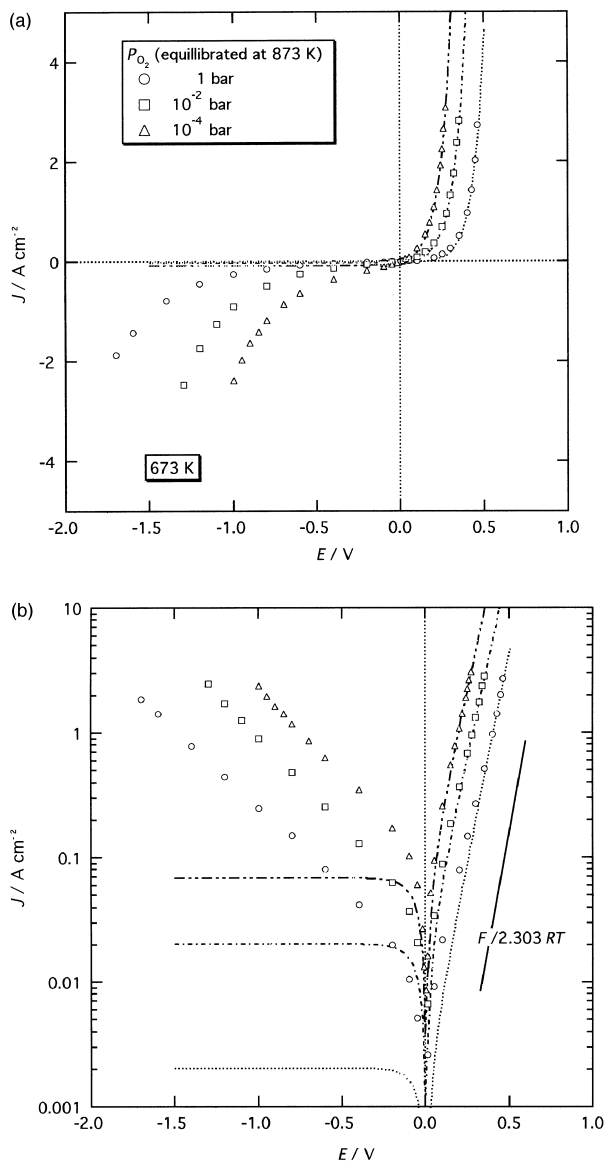 (a)
4
2
0
-2
-4
J / A cm⁻²
P_O₂ (equillibrated at 873 K)
1 bar
10⁻² bar
10⁻⁴ bar
673 K
-2.0 -1.5 -1.0 -0.5 0.0 0.5 1.0
E / V
(b)
10
1
0.1
0.01
0.001
J / A cm⁻²
F /2.303 RT
-2.0 -1.5 -1.0 -0.5 0.0 0.5 1.0
E / V